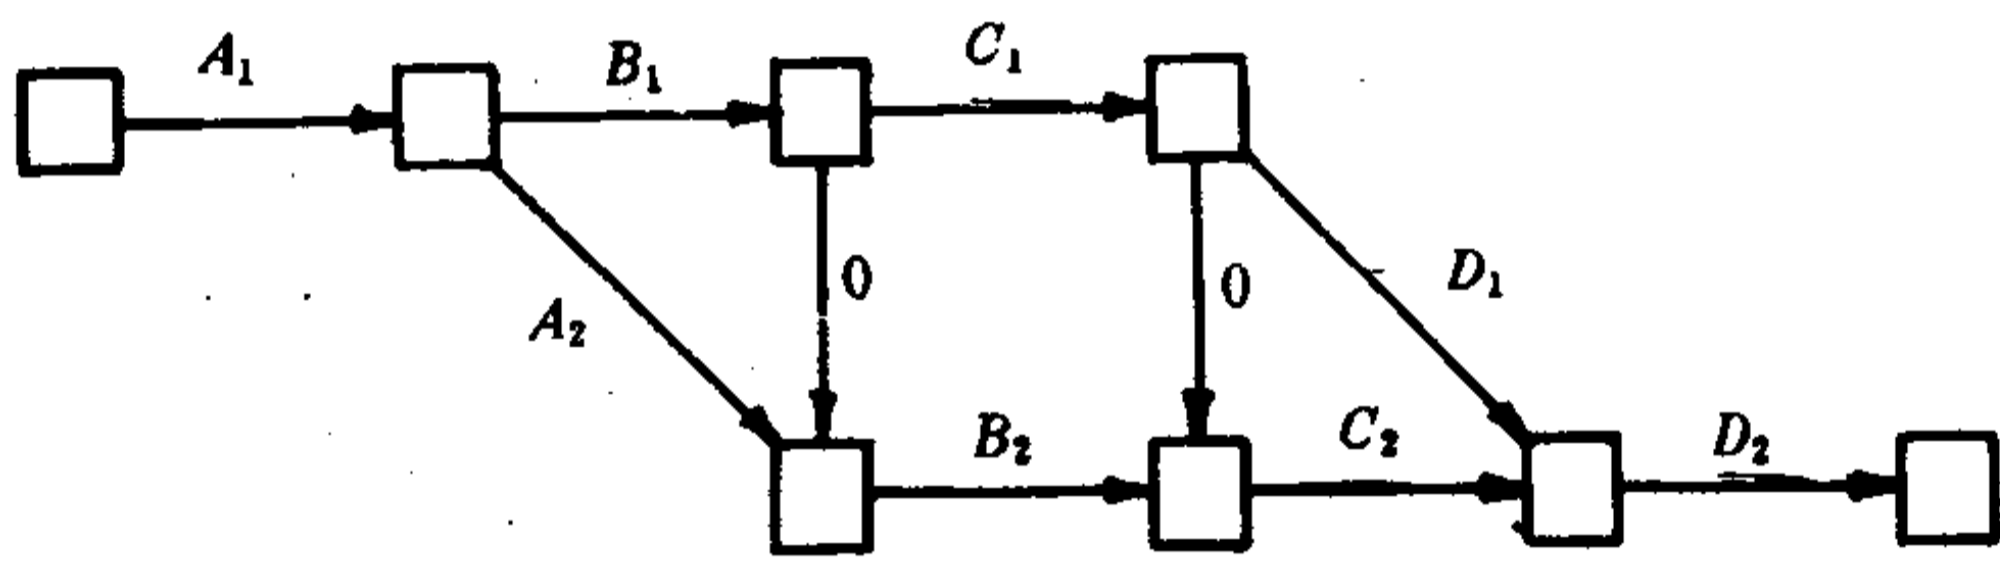 A₁ B₁ C₁
A₂ 0 0 D₁
B₂ C₂ D₂